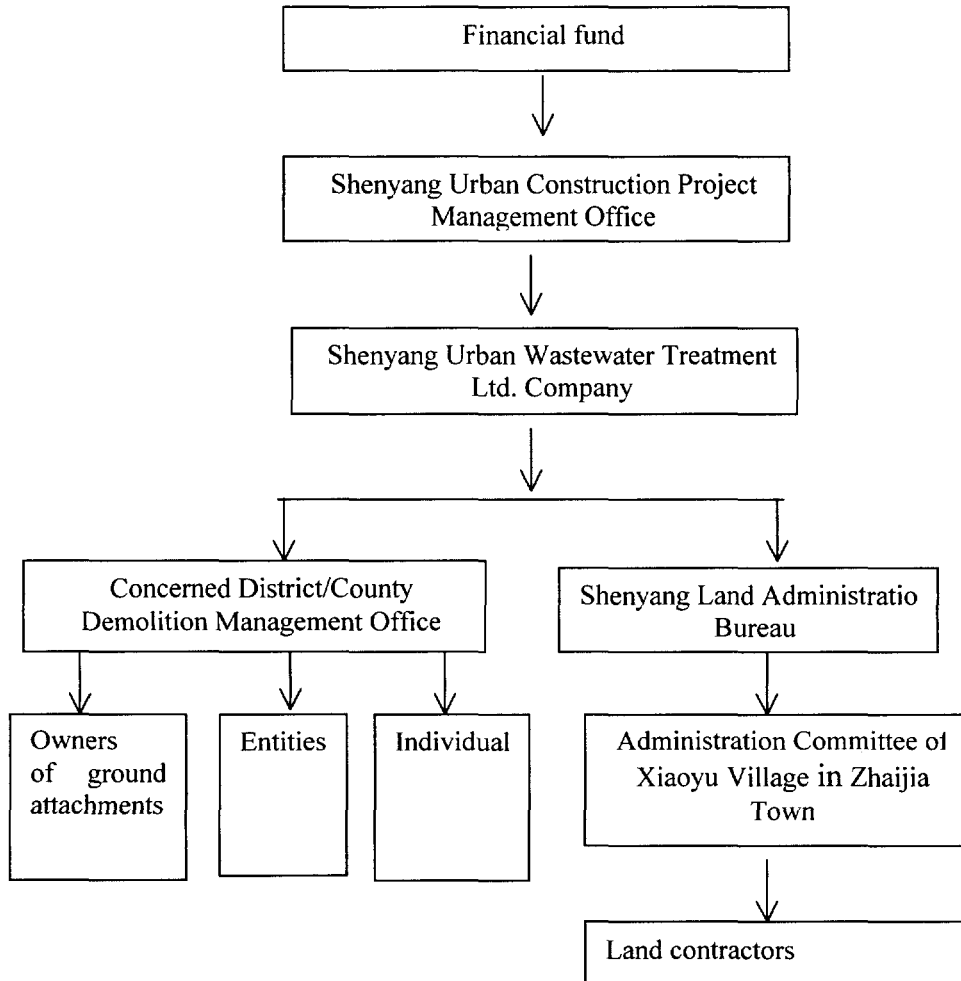 Financial fund
Shenyang Urban Construction Project
Management Office
Shenyang Urban Wastewater Treatment
Ltd. Company
Concerned District/County
Demolition Management Office
Shenyang Land Administratio
Bureau
Owners
of ground
attachments
Entities
Individual
Administration Committee of
Xiaoyu Village in Zhaijia
Town
Land contractors